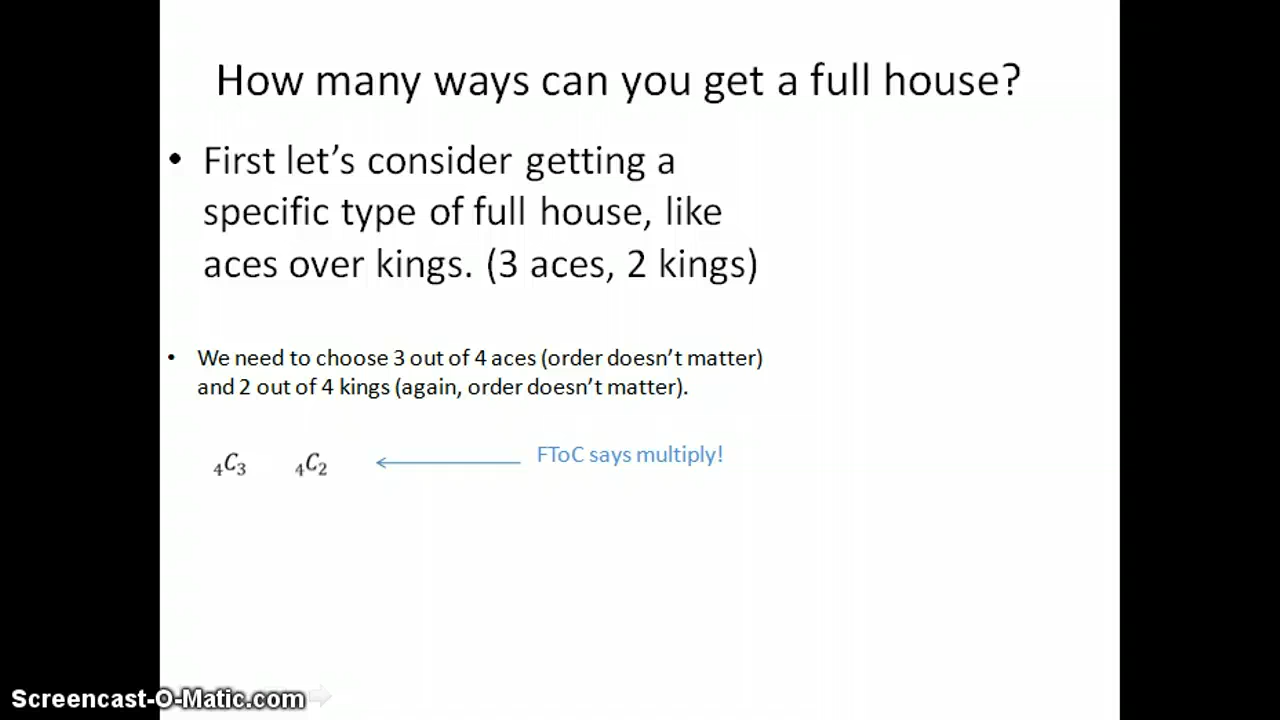 How many ways can you get a full house?
• First let’s consider getting a
specific type of full house, like
aces over kings. (3 aces, 2 kings)
• We need to choose 3 out of 4 aces (order doesn’t matter)
and 2 out of 4 kings (again, order doesn’t matter).
₄C₃ ₄C₂ FToC says multiply!
Screencast-O-Matic.com